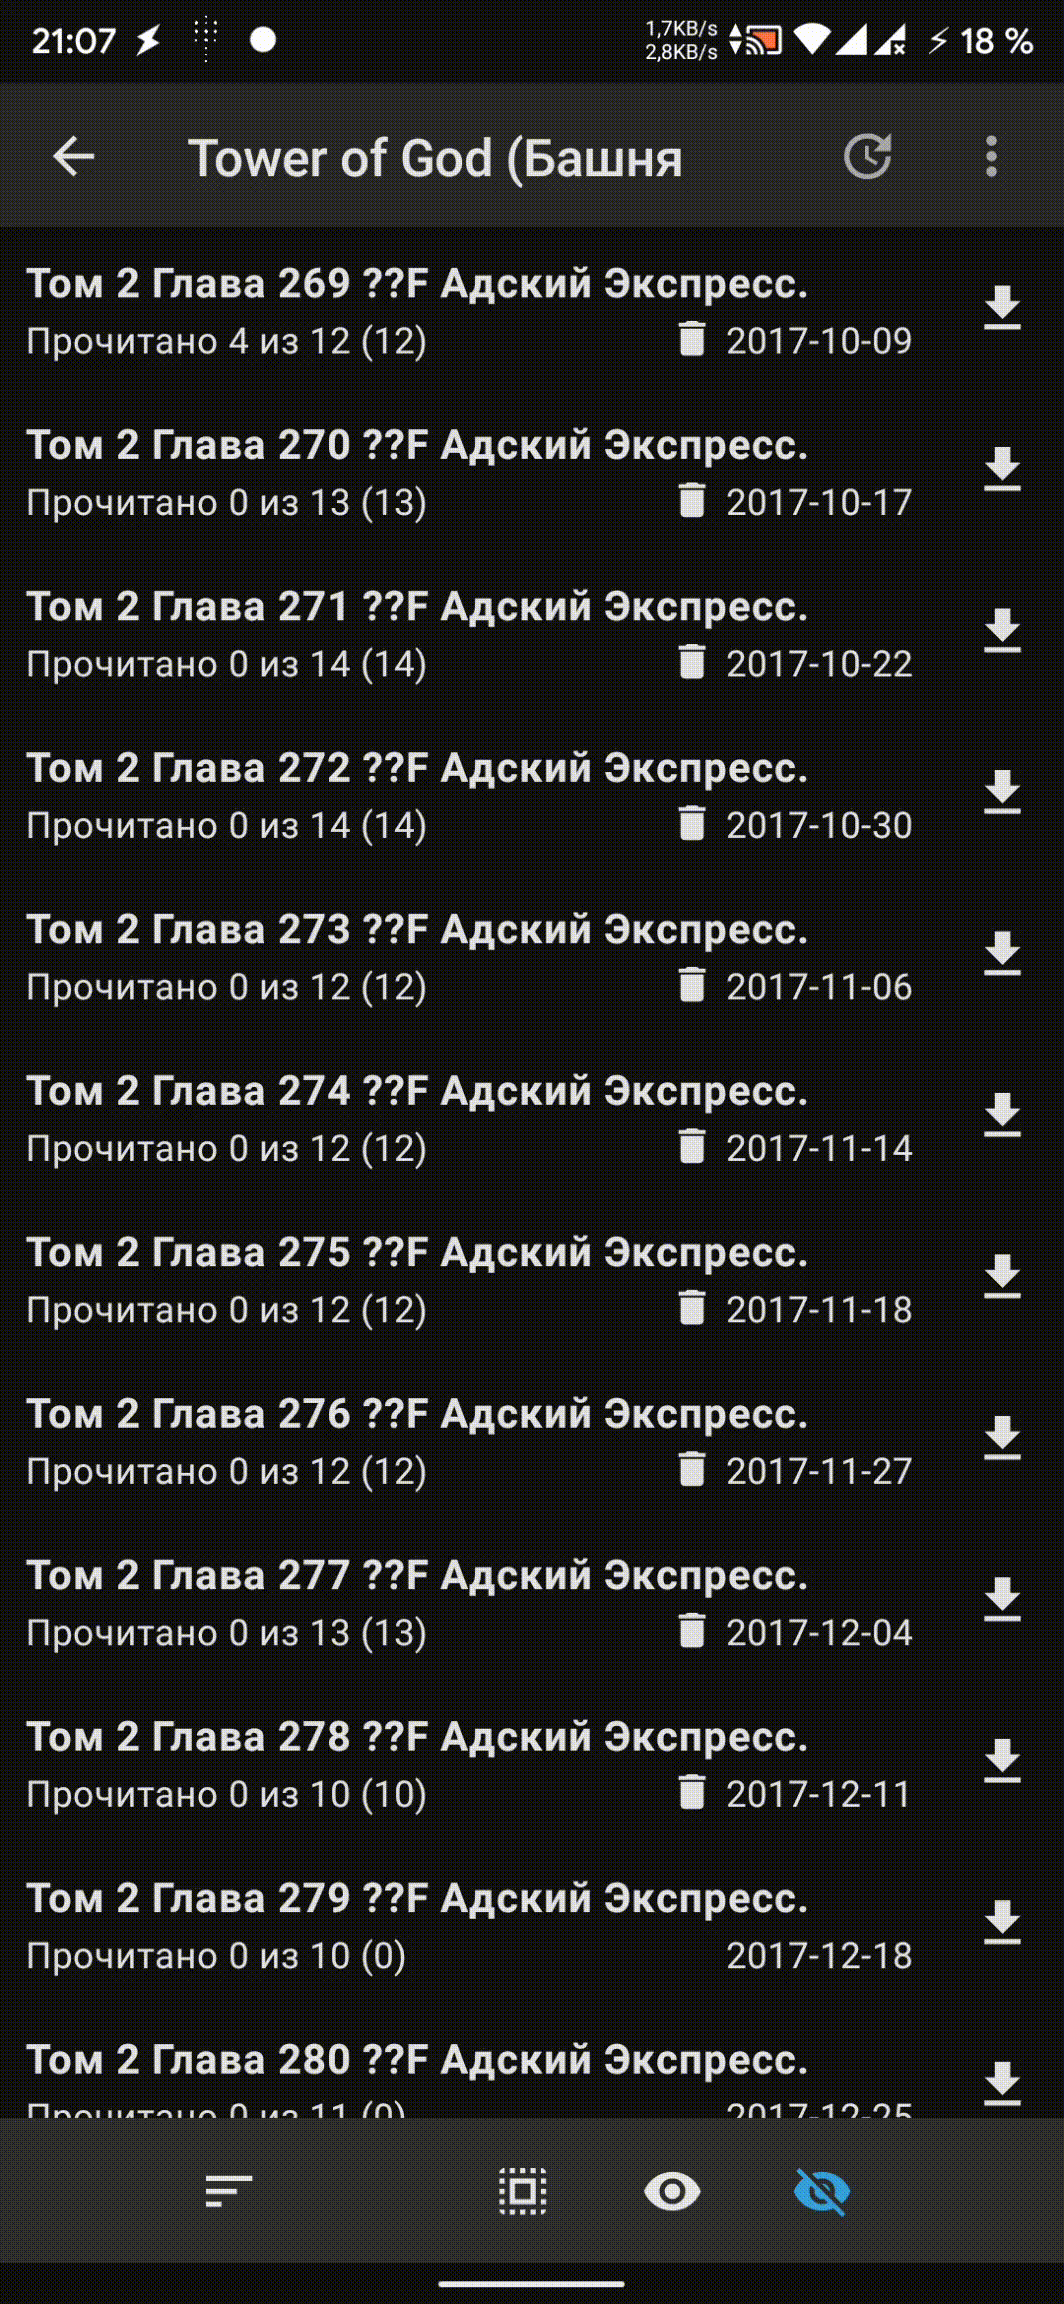 21:07
1,7KB/s
2,8KB/s
18 %
Tower of God (Башня
Том 2 Глава 269 ??F Адский Экспресс.
Прочитано 4 из 12 (12) 2017-10-09
Том 2 Глава 270 ??F Адский Экспресс.
Прочитано 0 из 13 (13) 2017-10-17
Том 2 Глава 271 ??F Адский Экспресс.
Прочитано 0 из 14 (14) 2017-10-22
Том 2 Глава 272 ??F Адский Экспресс.
Прочитано 0 из 14 (14) 2017-10-30
Том 2 Глава 273 ??F Адский Экспресс.
Прочитано 0 из 12 (12) 2017-11-06
Том 2 Глава 274 ??F Адский Экспресс.
Прочитано 0 из 12 (12) 2017-11-14
Том 2 Глава 275 ??F Адский Экспресс.
Прочитано 0 из 12 (12) 2017-11-18
Том 2 Глава 276 ??F Адский Экспресс.
Прочитано 0 из 12 (12) 2017-11-27
Том 2 Глава 277 ??F Адский Экспресс.
Прочитано 0 из 13 (13) 2017-12-04
Том 2 Глава 278 ??F Адский Экспресс.
Прочитано 0 из 10 (10) 2017-12-11
Том 2 Глава 279 ??F Адский Экспресс.
Прочитано 0 из 10 (0) 2017-12-18
Том 2 Глава 280 ??F Адский Экспресс.
Прочитано 0 из 11 (0) 2017-12-25